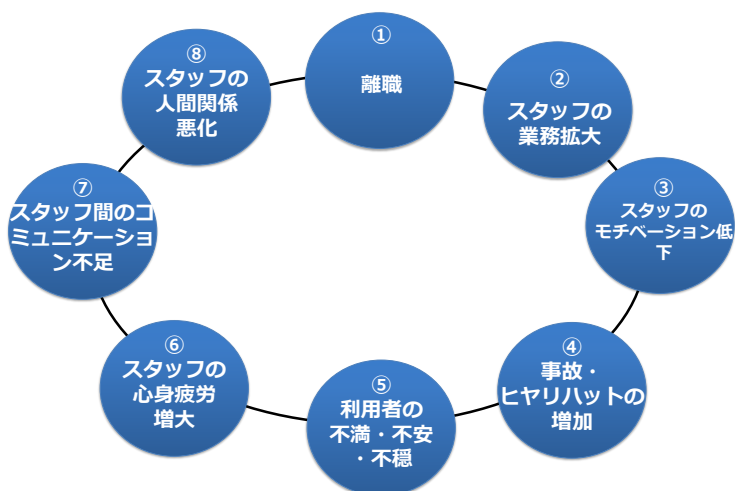 ①
離職
②
スタッフの
業務拡大
③
スタッフの
モチベーション低
下
④
事故・
ヒヤリハットの
増加
⑤
利用者の
不満・不安
・不穏
⑥
スタッフの
心身疲労
増大
⑦
スタッフ間のコ
ミュニケーショ
ン不足
⑧
スタッフの
人間関係
悪化